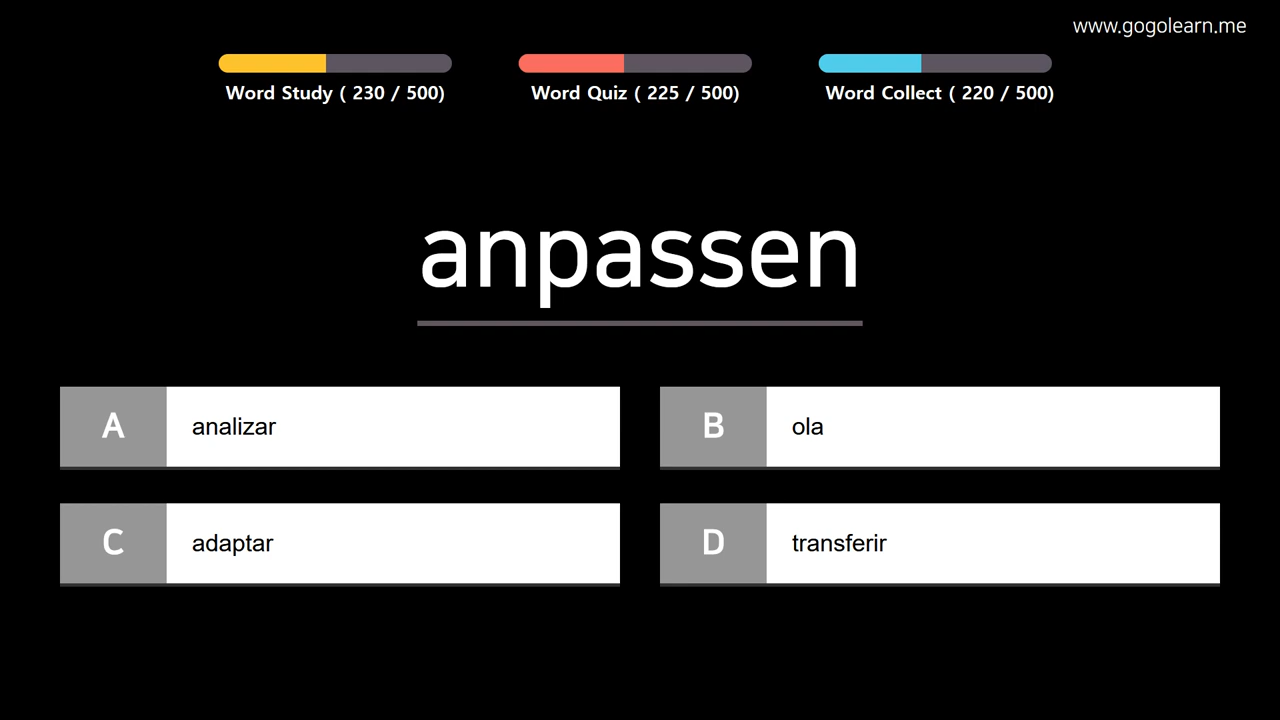 www.gogolearn.me
Word Study ( 230 / 500)
Word Quiz ( 225 / 500)
Word Collect ( 220 / 500)
anpassen
A analizar
B ola
C adaptar
D transferir